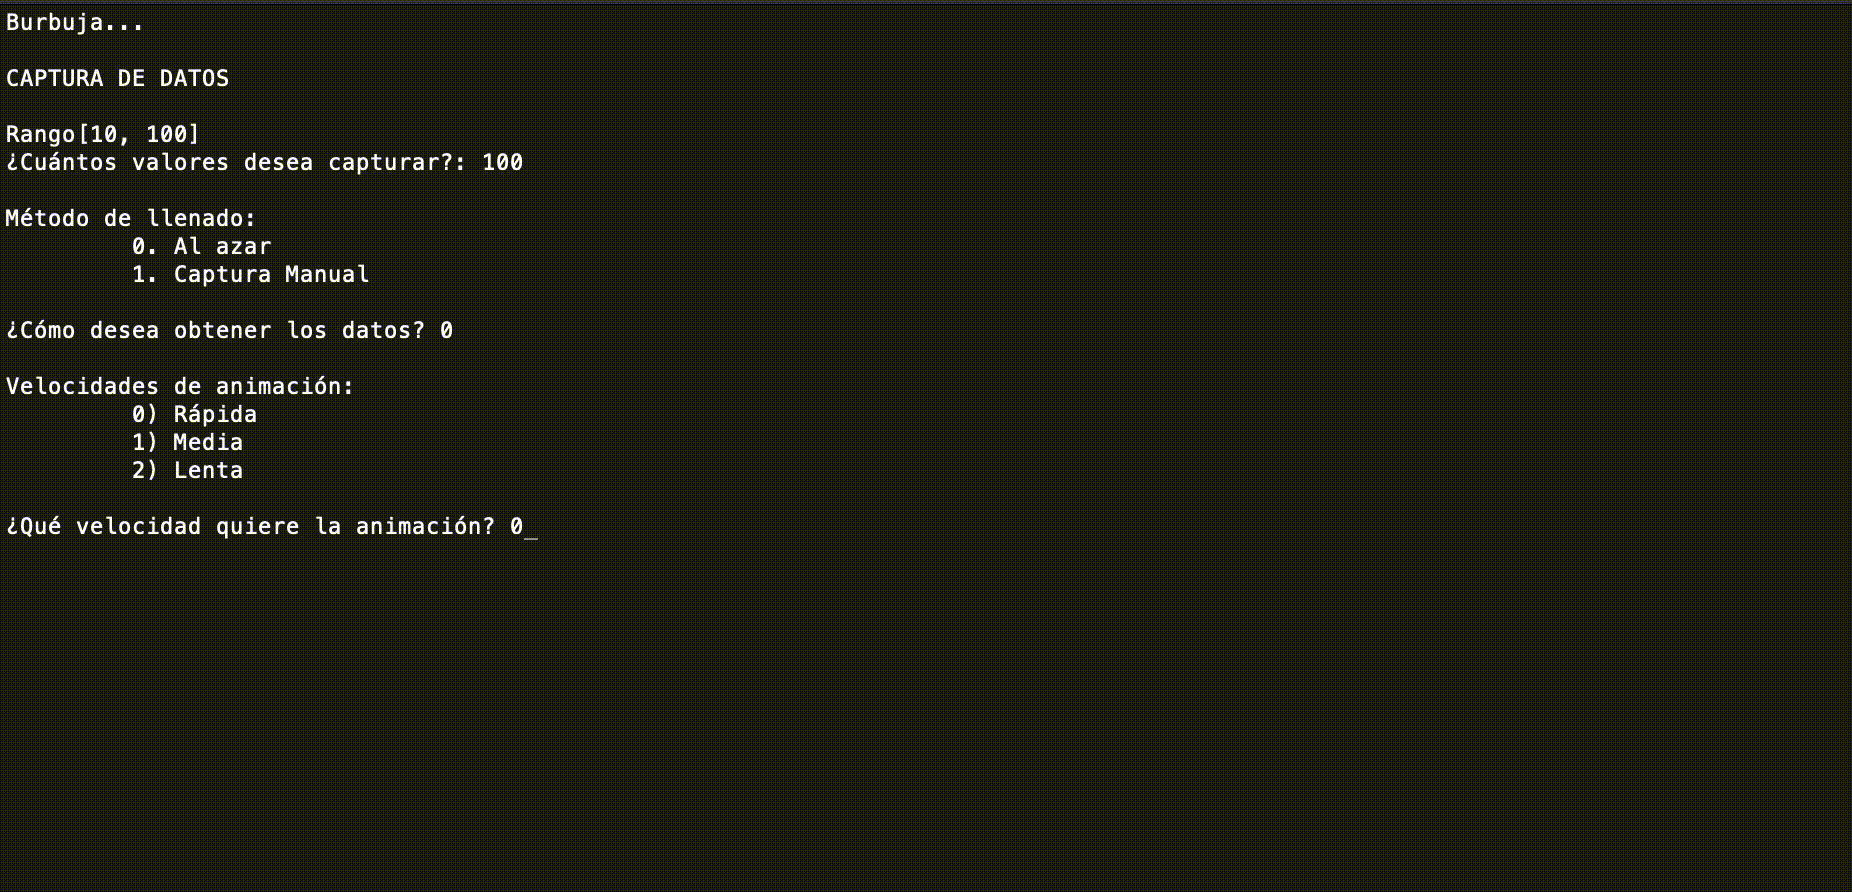 Burbuja...
CAPTURA DE DATOS
Rango[10, 100]
¿Cuántos valores desea capturar?: 100
Método de llenado:
0. Al azar
1. Captura Manual
¿Cómo desea obtener los datos? 0
Velocidades de animación:
0) Rápida
1) Media
2) Lenta
¿Qué velocidad quiere la animación? 0_